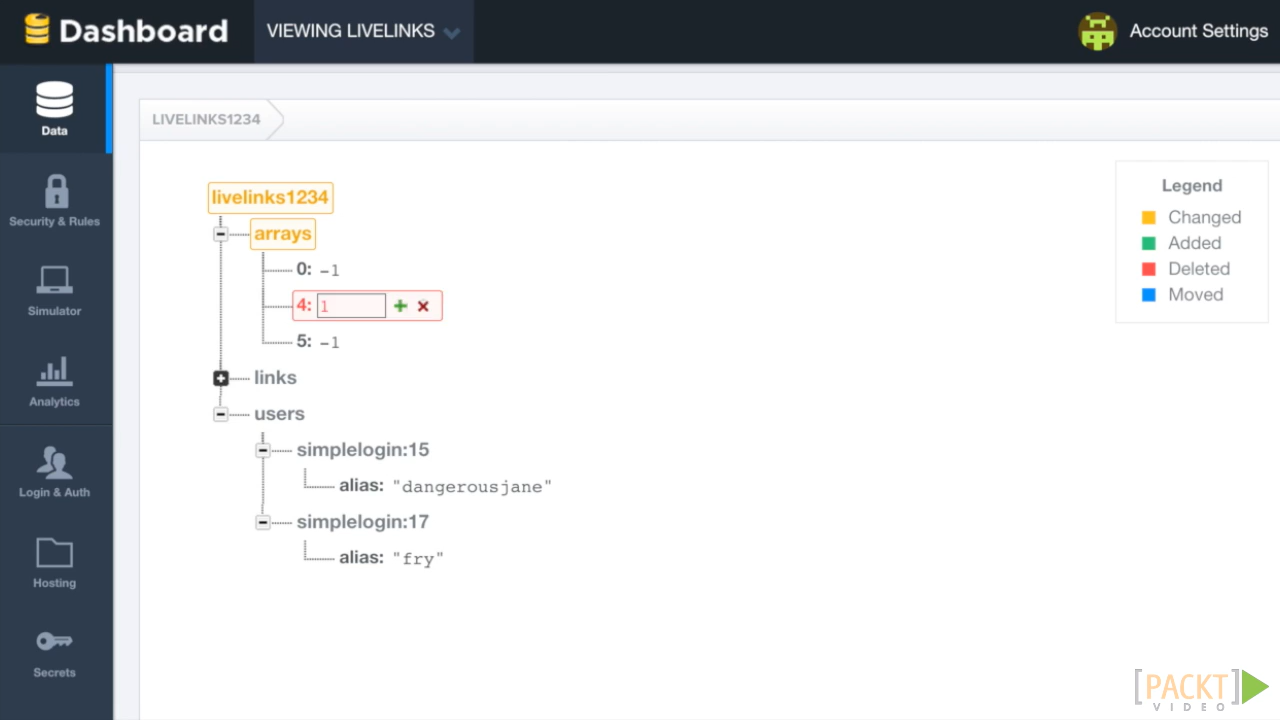 Dashboard
VIEWING LIVELINKS
Account Settings
Data
Security & Rules
Simulator
Analytics
Login & Auth
Hosting
Secrets
LIVELINKS1234
livelinks1234
arrays
0: -1
4: 1
5: -1
links
users
simplelogin:15
alias: "dangerousjane"
simplelogin:17
alias: "fry"
Legend
Changed
Added
Deleted
Moved
[PACKT]
VIDEO